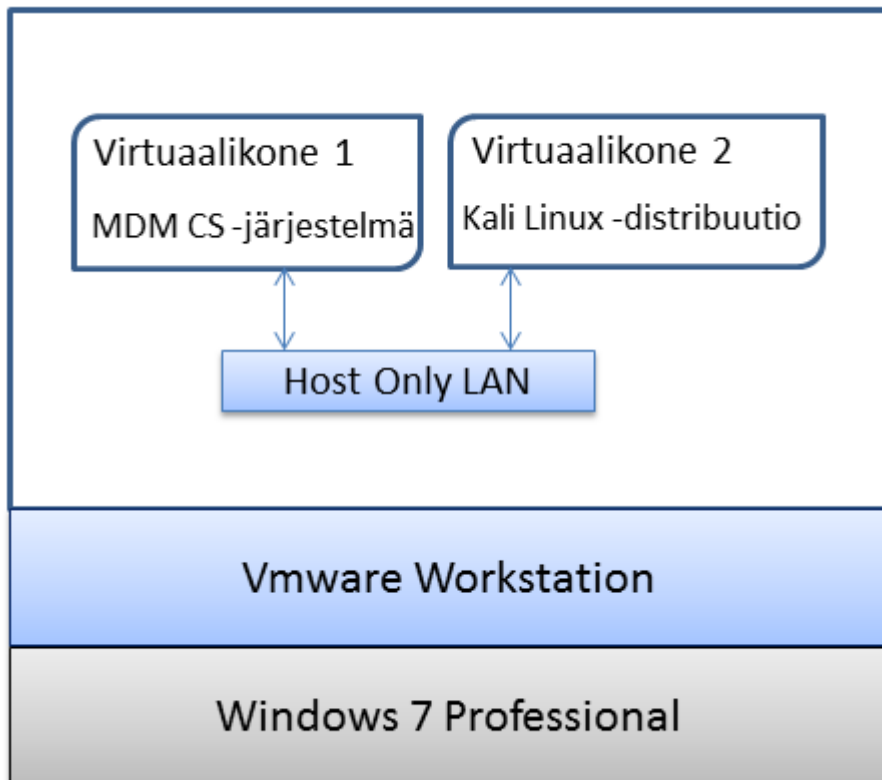 Virtuaalikone 1
MDM CS -järjestelmä
Virtuaalikone 2
Kali Linux -distribuutio
Host Only LAN
Vmware Workstation
Windows 7 Professional